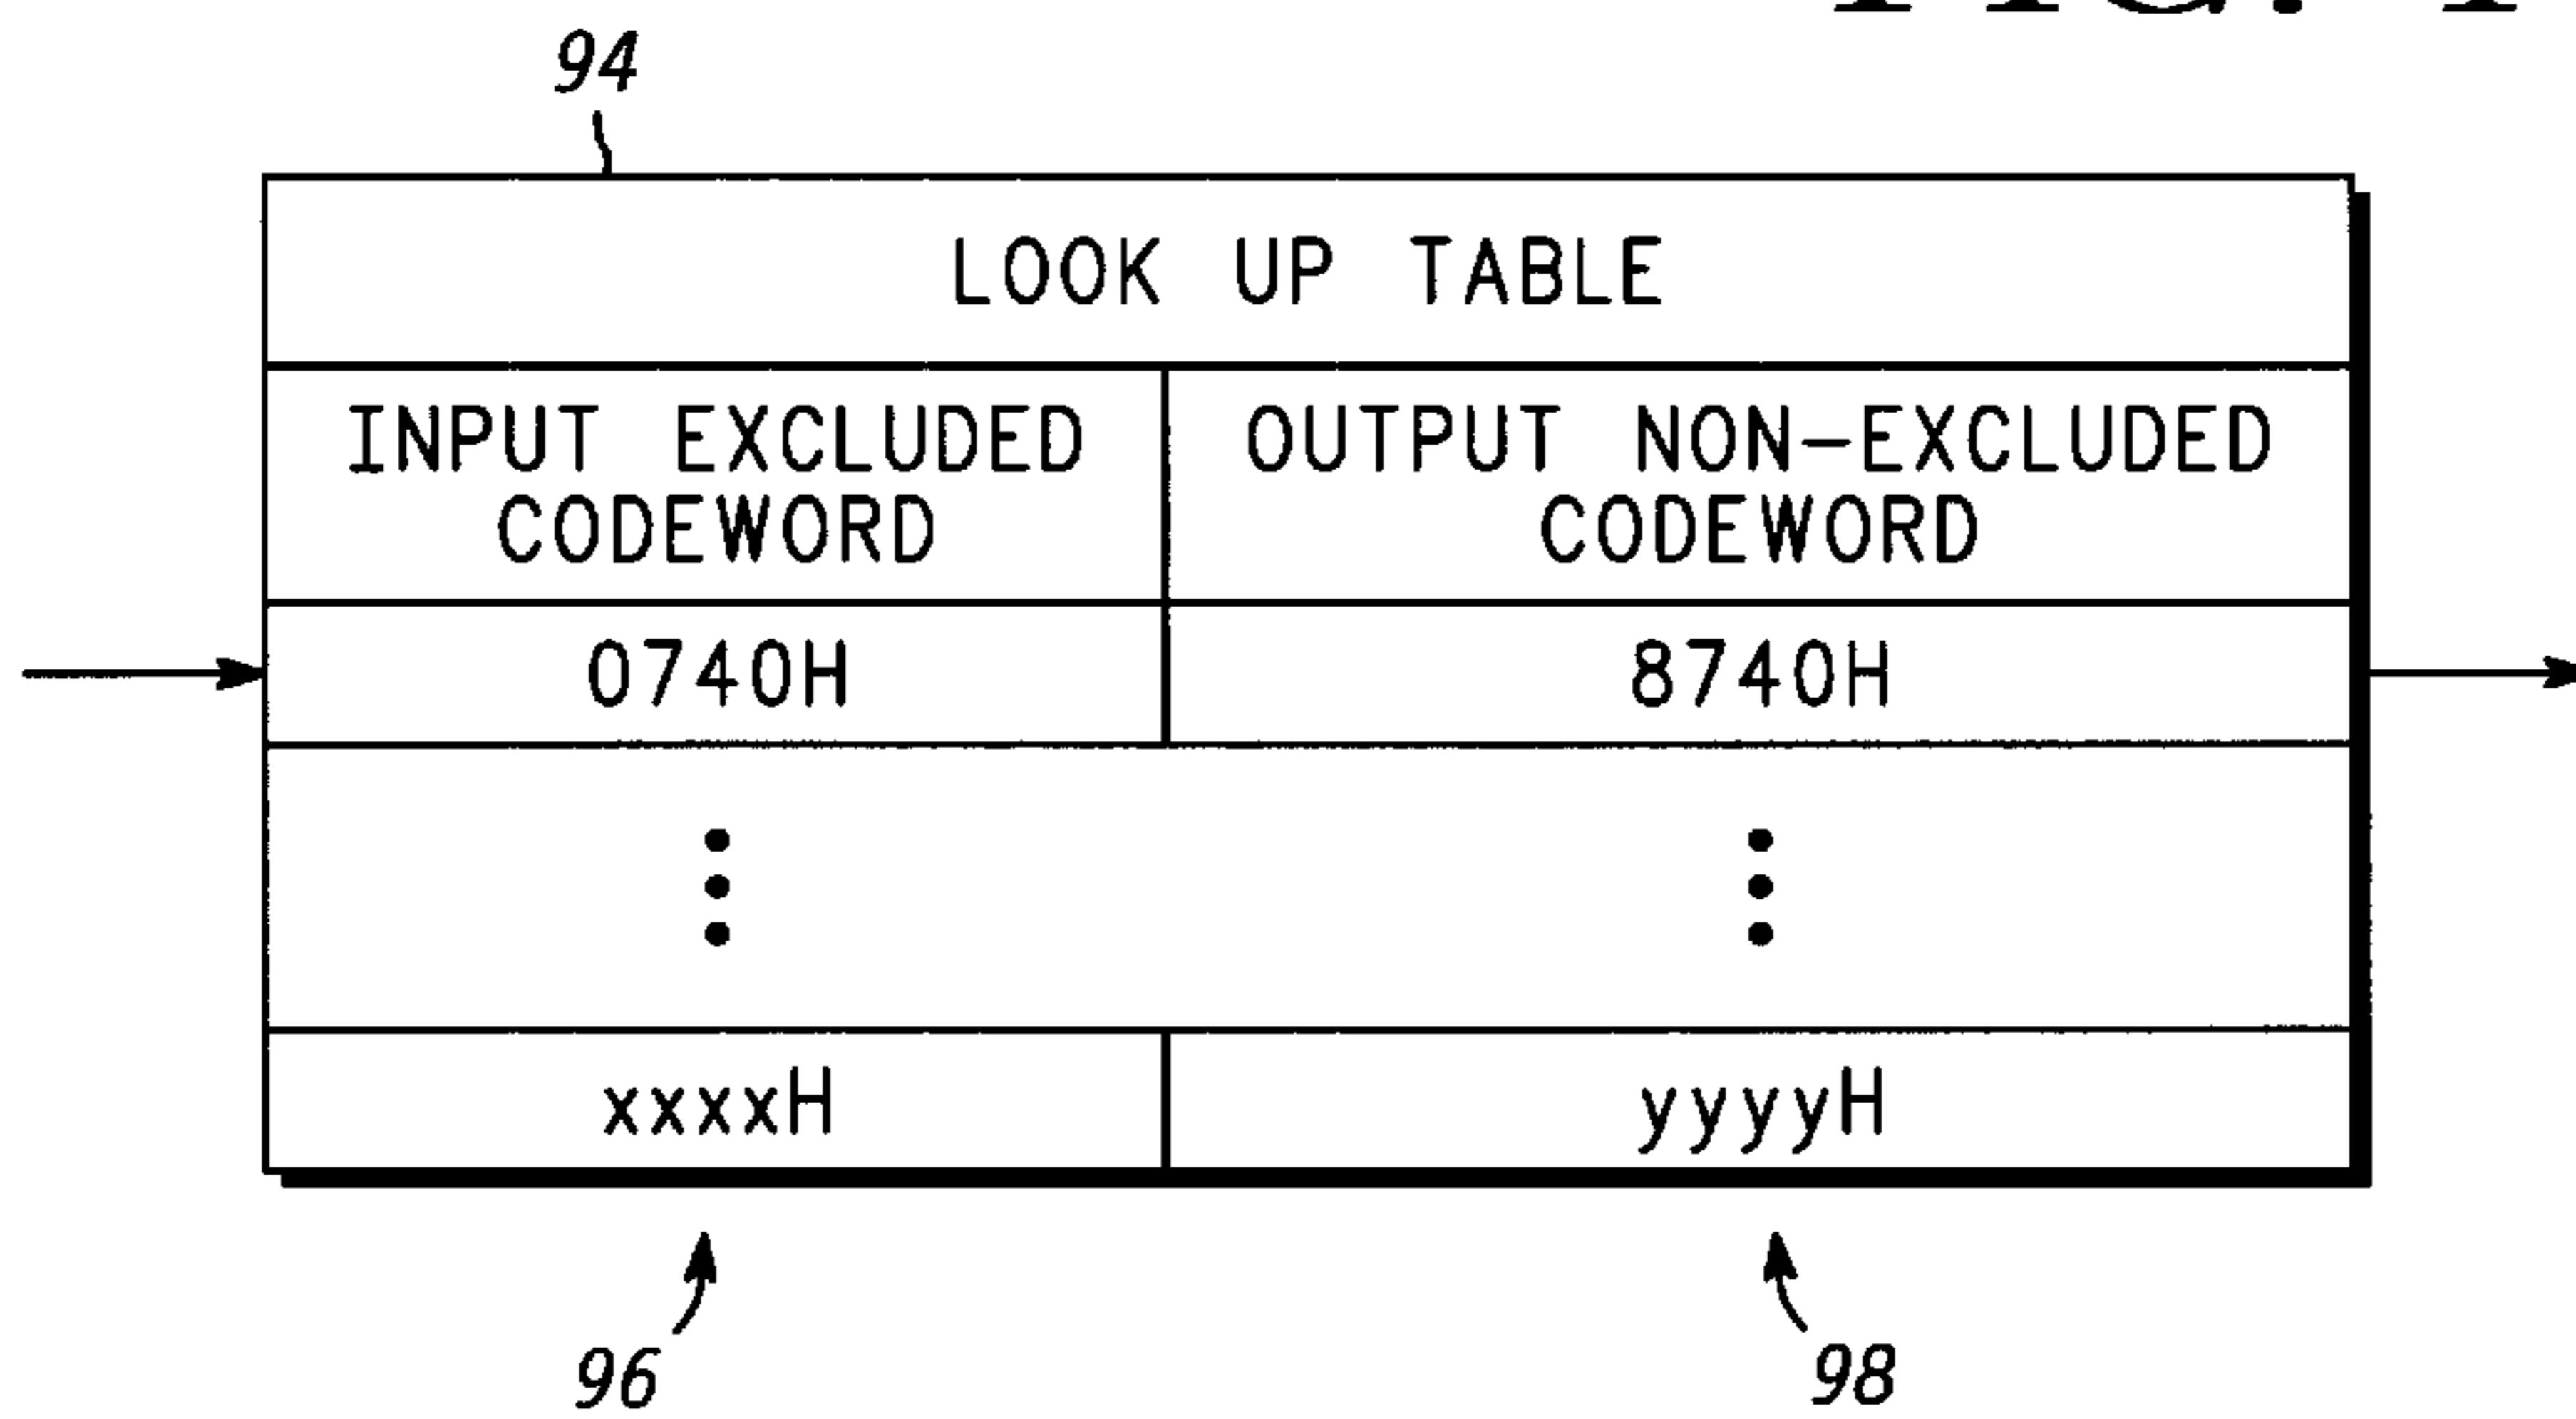 94
LOOK UP TABLE
INPUT EXCLUDED CODEWORD
OUTPUT NON-EXCLUDED CODEWORD
0740H
8740H
xxxxH
yyyyH
96
98